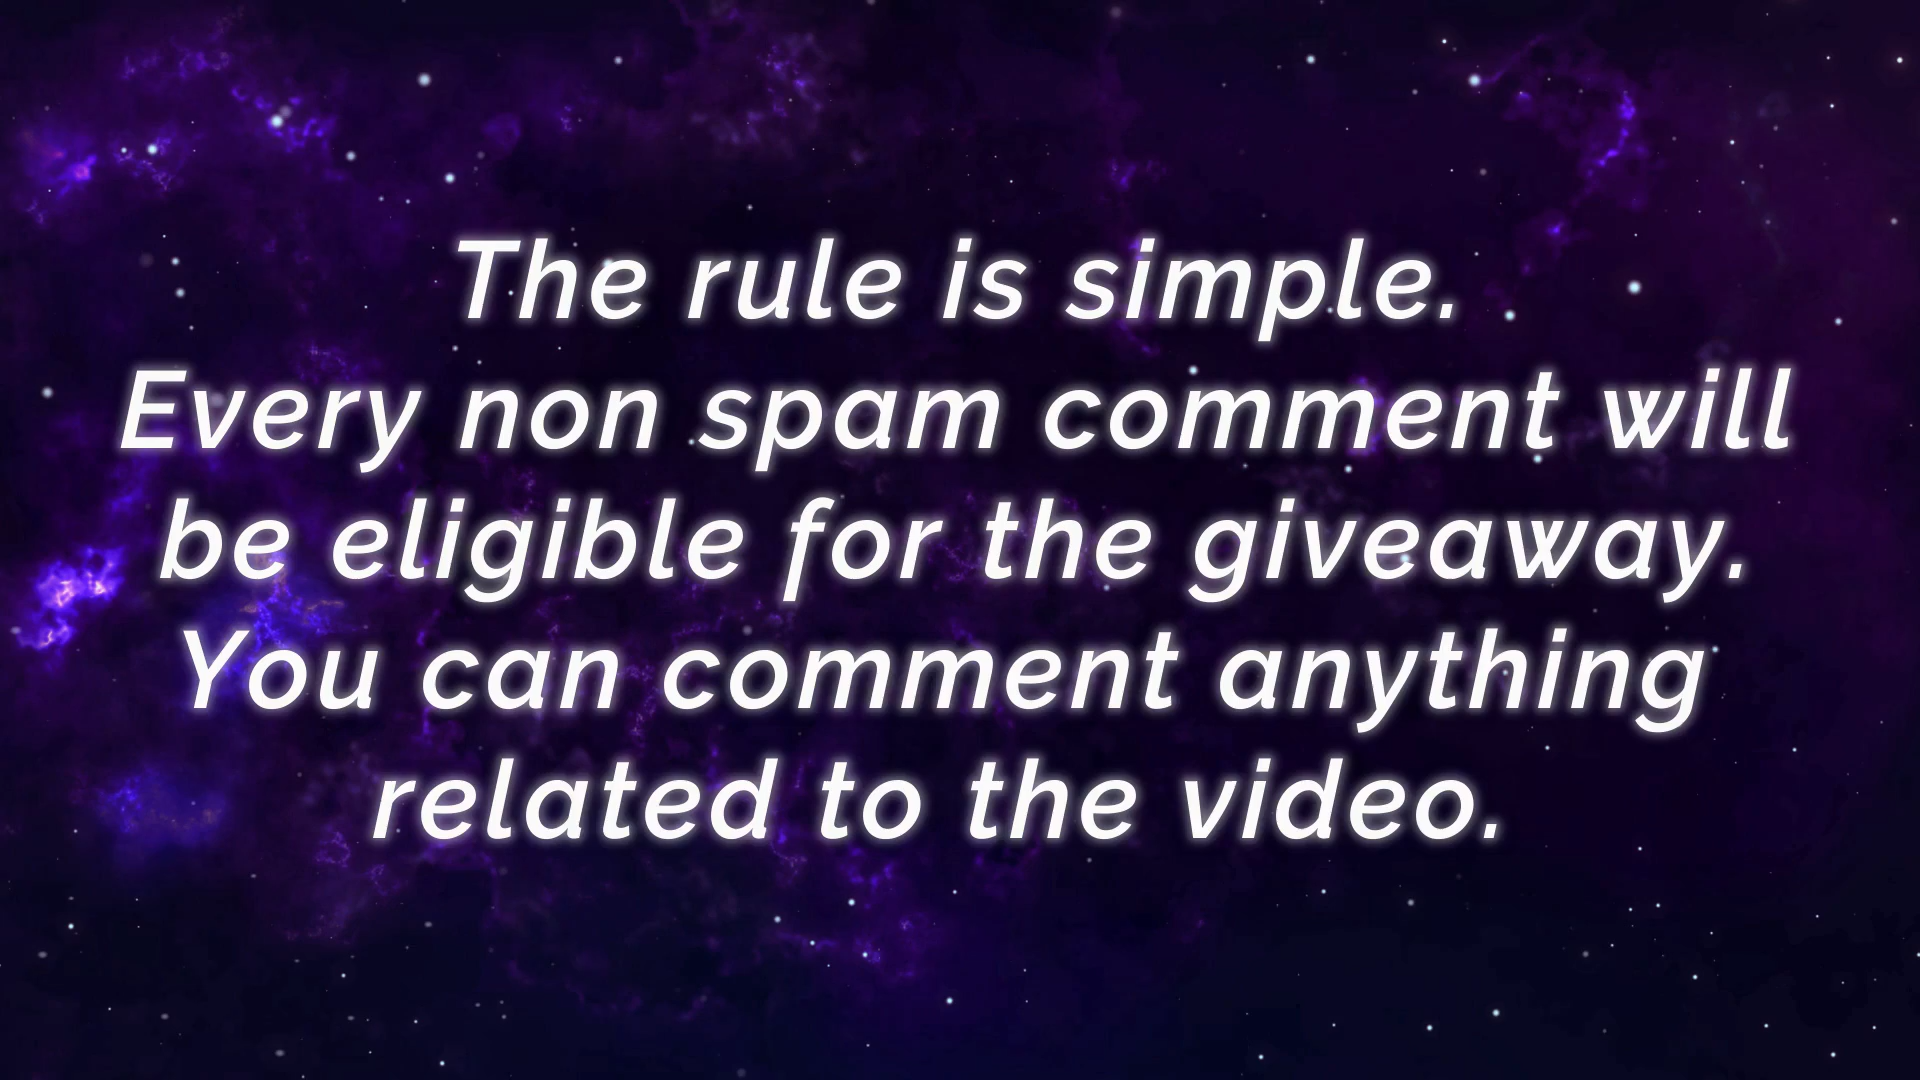 The rule is simple.
Every non spam comment will
be eligible for the giveaway.
You can comment anything
related to the video.